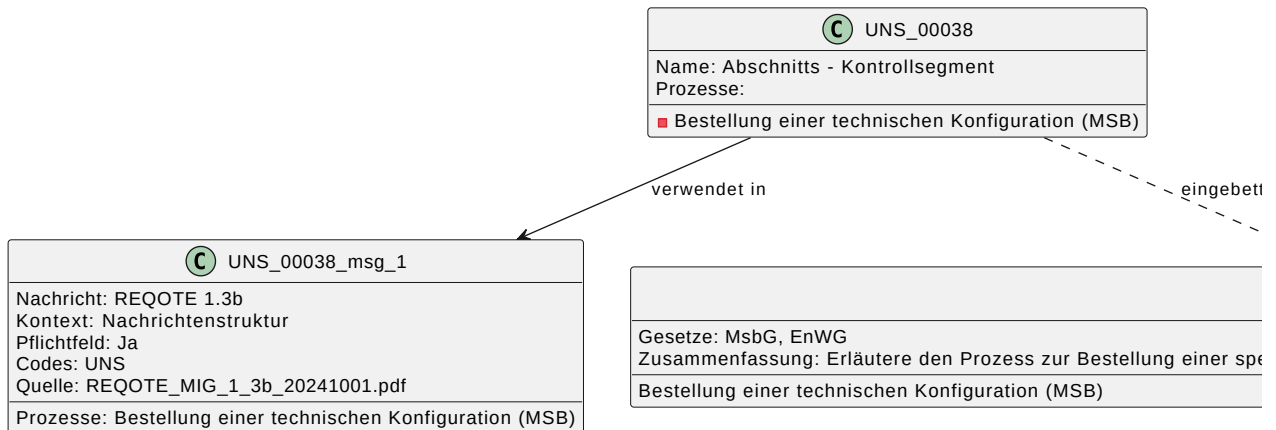 C UNS_00038
Name: Abschnitts - Kontrollsegment
Prozesse:
Bestellung einer technischen Konfiguration (MSB)
verwendet in
eingebett
C UNS_00038_msg_1
Nachricht: REQOTE 1.3b
Kontext: Nachrichtenstruktur
Pflichtfeld: Ja
Codes: UNS
Quelle: REQOTE_MIG_1_3b_20241001.pdf
Prozesse: Bestellung einer technischen Konfiguration (MSB)
Gesetze: MsbG, EnWG
Zusammenfassung: Erläutere den Prozess zur Bestellung einer spe
Bestellung einer technischen Konfiguration (MSB)